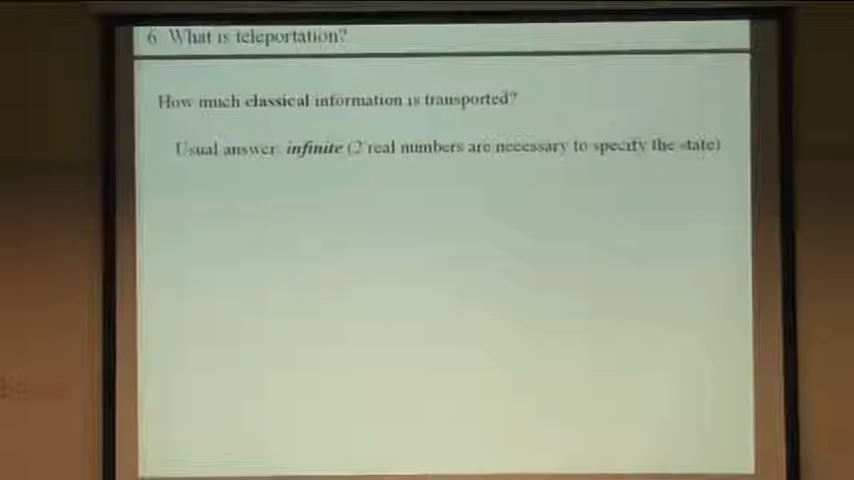 6 What is teleportation?
How much classical information is transported?
Usual answer: infinite (2 real numbers are necessary to specify the state)